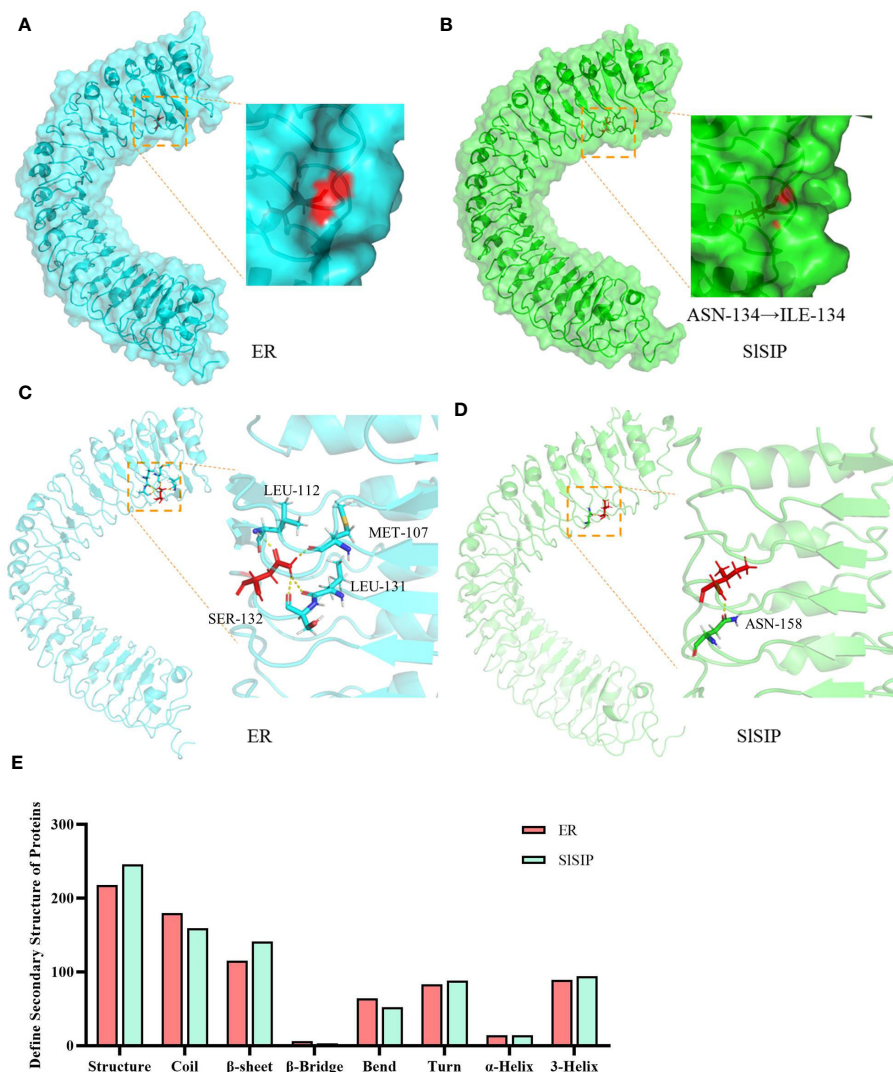 A
B
ER
ASN-134→ILE-134
SlSIP
C
D
LEU-112
MET-107
LEU-131
SER-132
ASN-158
ER
SlSIP
E
Define Secondary Structure of Proteins
300
200
100
0
ER
SlSIP
Structure Coil β-sheet β-Bridge Bend Turn α-Helix 3-Helix